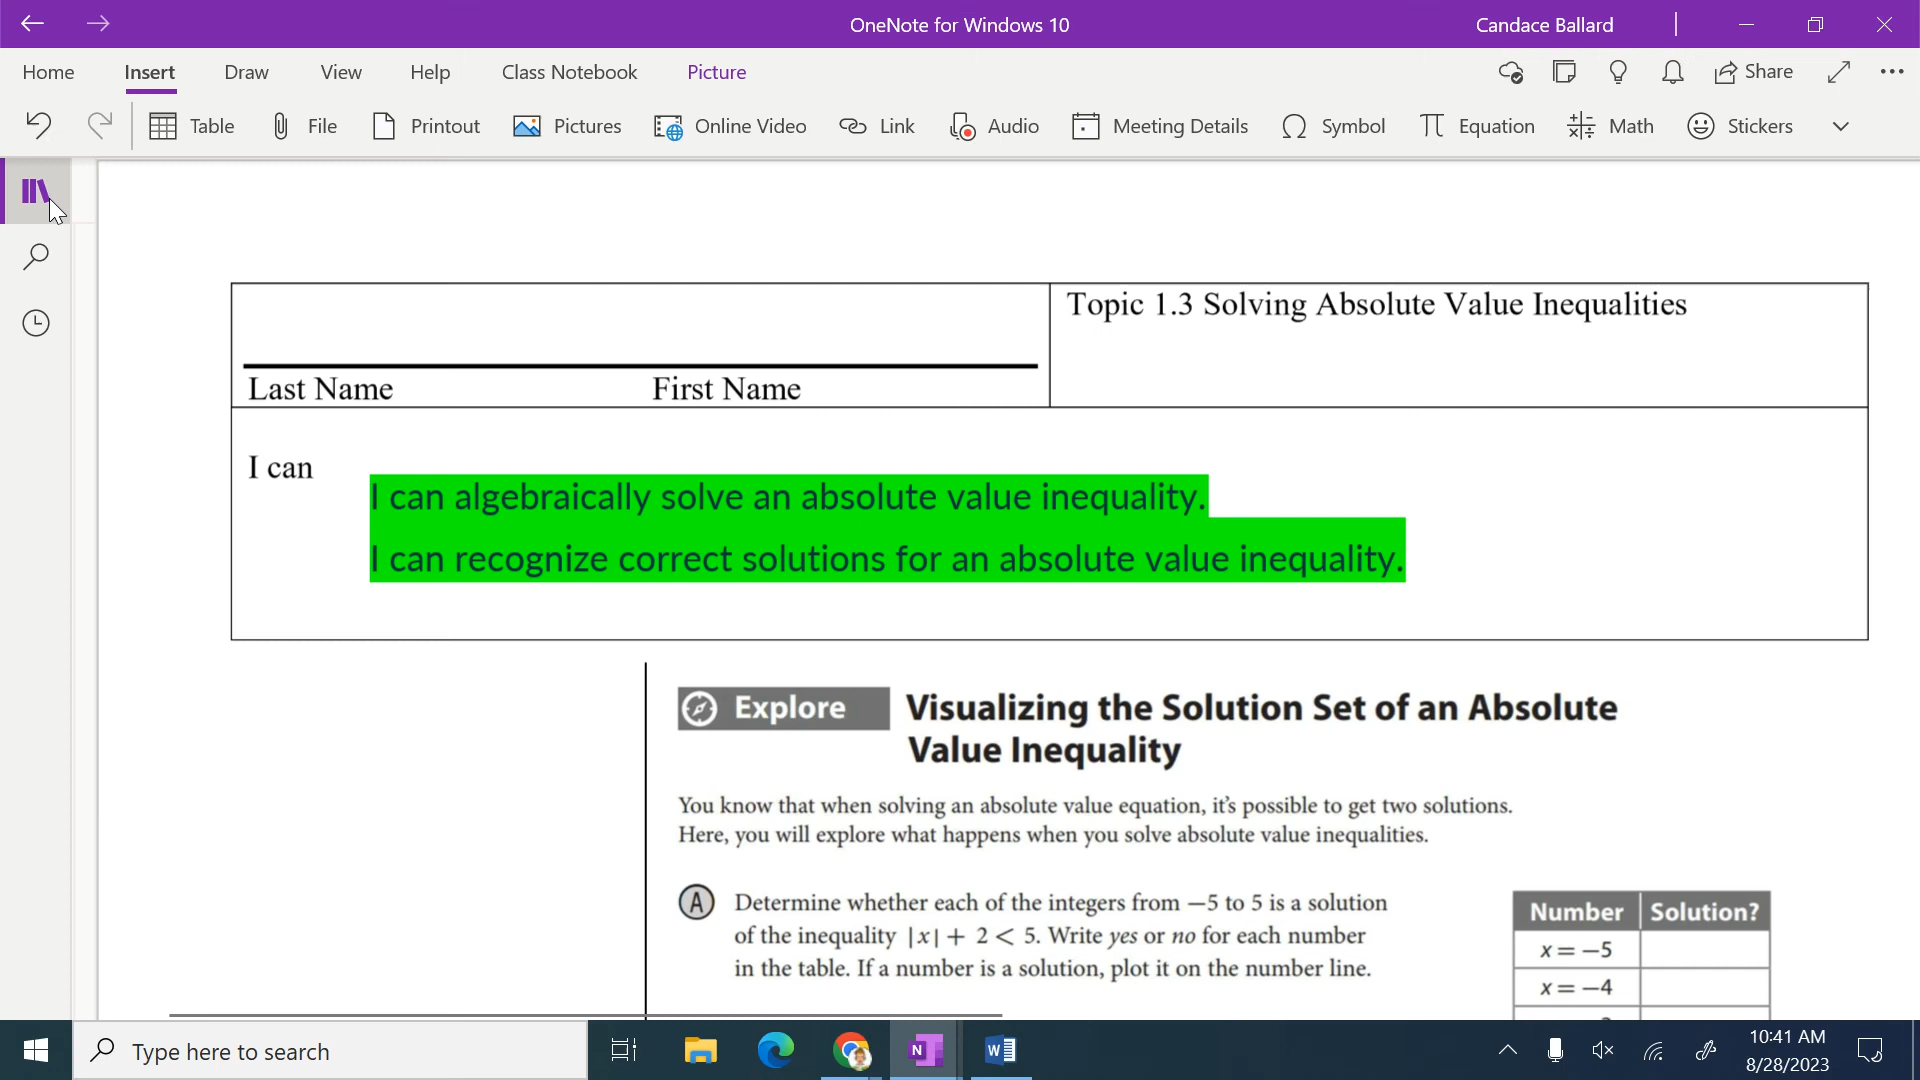 OneNote for Windows 10
Candace Ballard
Home Insert Draw View Help Class Notebook Picture Share
Table File Printout Pictures Online Video Link Audio Meeting Details Symbol Equation Math Stickers
Topic 1.3 Solving Absolute Value Inequalities
Last Name First Name
I can
I can algebraically solve an absolute value inequality.
I can recognize correct solutions for an absolute value inequality.
Explore Visualizing the Solution Set of an Absolute
Value Inequality
You know that when solving an absolute value equation, it's possible to get two solutions.
Here, you will explore what happens when you solve absolute value inequalities.
A Determine whether each of the integers from −5 to 5 is a solution
of the inequality |x| + 2 < 5. Write yes or no for each number
in the table. If a number is a solution, plot it on the number line.
Number Solution?
x = −5
x = −4
Type here to search
10:41 AM
8/28/2023